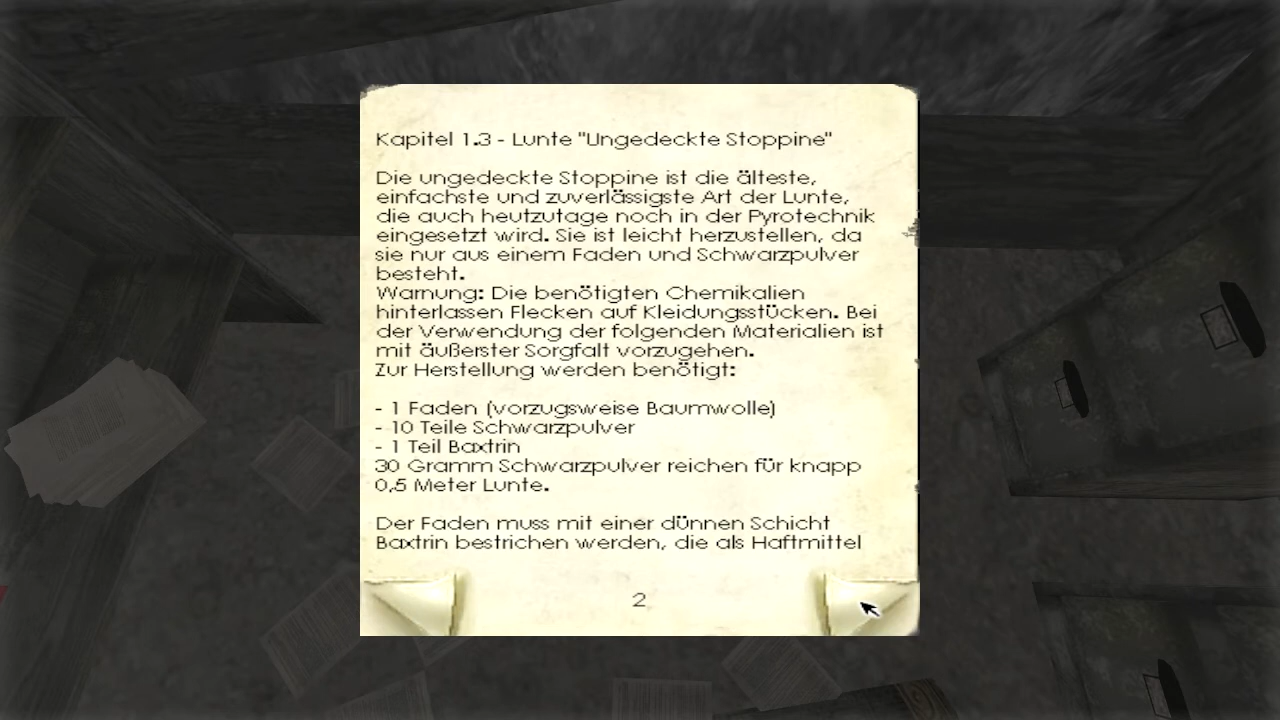 Kapitel 1.3 - Lunte "Ungedeckte Stoppine"
Die ungedeckte Stoppine ist die älteste,
einfachste und zuverlässigste Art der Lunte,
die auch heutzutage noch in der Pyrotechnik
eingesetzt wird. Sie ist leicht herzustellen, da
sie nur aus einem Faden und Schwarzpulver
besteht.
Warnung: Die benötigten Chemikalien
hinterlassen Flecken auf Kleidungsstücken. Bei
der Verwendung der folgenden Materialien ist
mit äußerster Sorgfalt vorzugehen.
Zur Herstellung werden benötigt:
- 1 Faden (vorzugsweise Baumwolle)
- 10 Teile Schwarzpulver
- 1 Teil Baxtrin
30 Gramm Schwarzpulver reichen für knapp
0,5 Meter Lunte.
Der Faden muss mit einer dünnen Schicht
Baxtrin bestrichen werden, die als Haftmittel
2